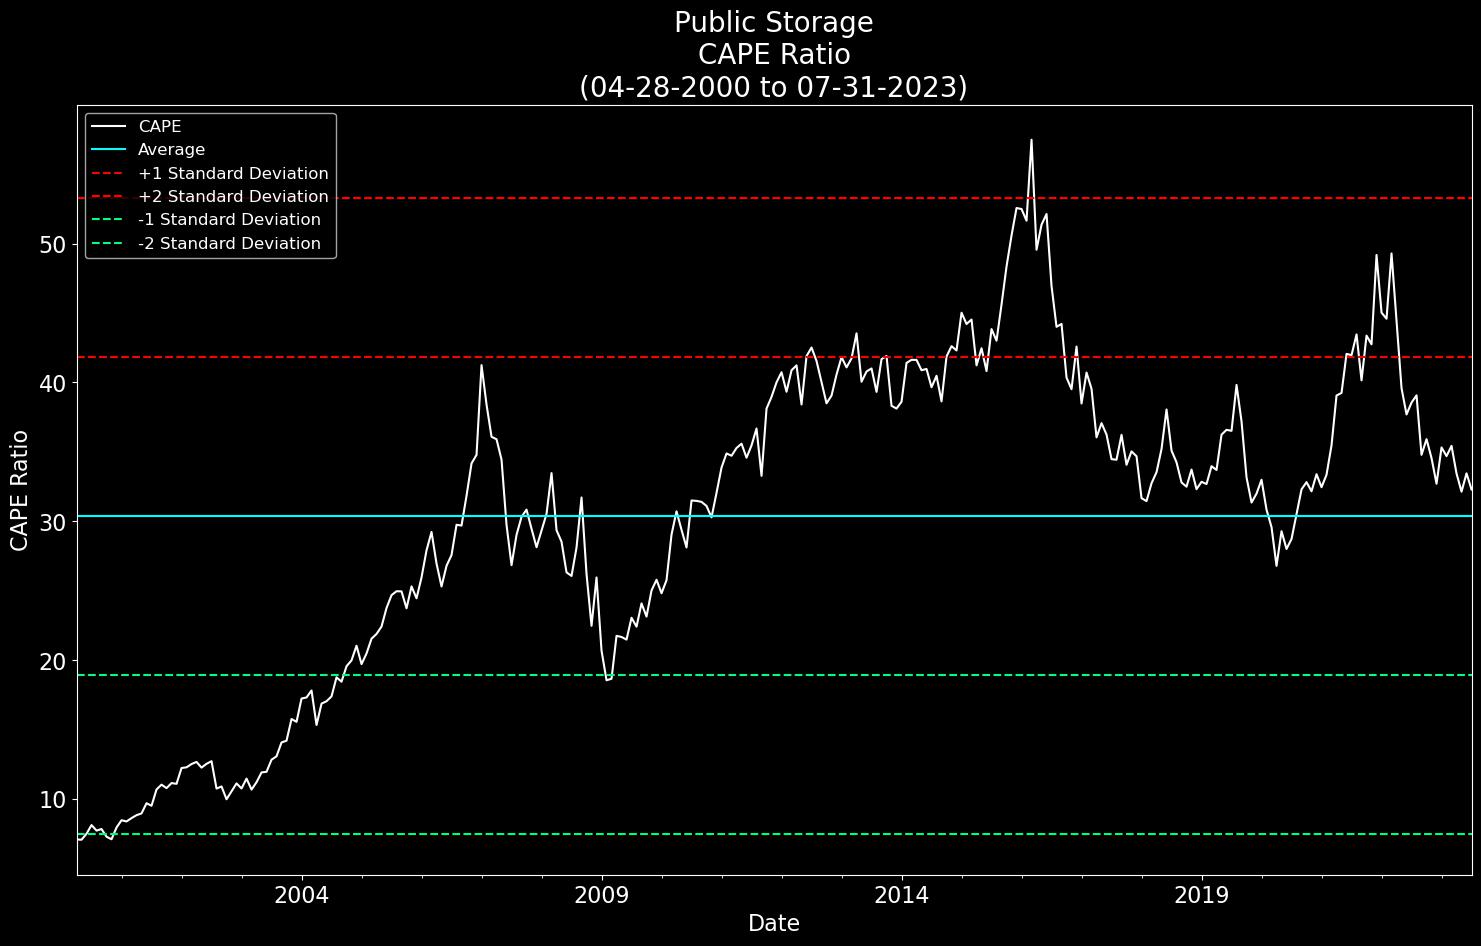 Public Storage
CAPE Ratio
(04-28-2000 to 07-31-2023)
CAPE
Average
+1 Standard Deviation
+2 Standard Deviation
-1 Standard Deviation
-2 Standard Deviation
50
40
30
20
10
CAPE Ratio
2004 2009 2014 2019
Date